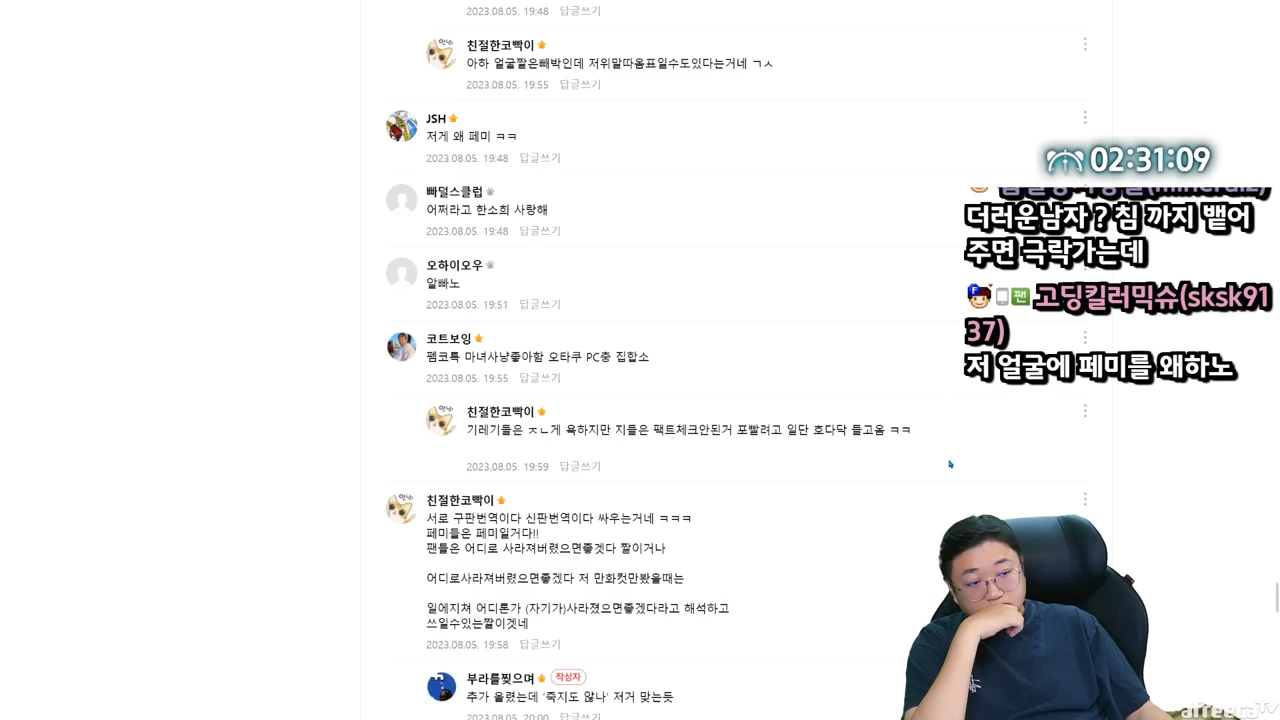 2023.08.05. 19:48 답글쓰기
친절한코빡이
아하 얼굴짤은빼박인데 저위말따옴표일수도있다는거네 ㄱㅅ
2023.08.05. 19:55 답글쓰기
JSH
저게 왜 페미 ㅋㅋ
2023.08.05. 19:48 답글쓰기
빠덜스클럽
어쩌라고 한소희 사랑해
2023.08.05. 19:48 답글쓰기
오하이오우
알빠노
2023.08.05. 19:51 답글쓰기
코트보잉
펨코특 마녀사냥좋아함 오타쿠 PC충 집합소
2023.08.05. 19:55 답글쓰기
친절한코빡이
기레기들은 ㅈㄴ게 욕하지만 지들은 팩트체크안된거 포빨려고 일단 호다닥 들고옴 ㅋㅋ
2023.08.05. 19:59 답글쓰기
친절한코빡이
서로 구판번역이다 신판번역이다 싸우는거네 ㅋㅋㅋ
페미들은 페미일거다!!
팬들은 어디로 사라져버렸으면좋겟다 짤이거나
어디로사라져버렸으면좋겟다 저 만화컷만봤을때는
일에지쳐 어디론가 (자기가)사라졌으면좋겠다라고 해석하고
쓰일수있는짤이겟네
2023.08.05. 19:58 답글쓰기
부라를찢으며 작성자
추가 올렸는데 '죽지도 않나' 저거 맞는듯
2023.08.05. 20:00 답글쓰기
02:31:09
더러운남자 ? 침 까지 뱉어
주면 극락가는데
F 팬 고딩킬러믹슈(sksk91
37)
저 얼굴에 페미를 왜하노
afreecaTV